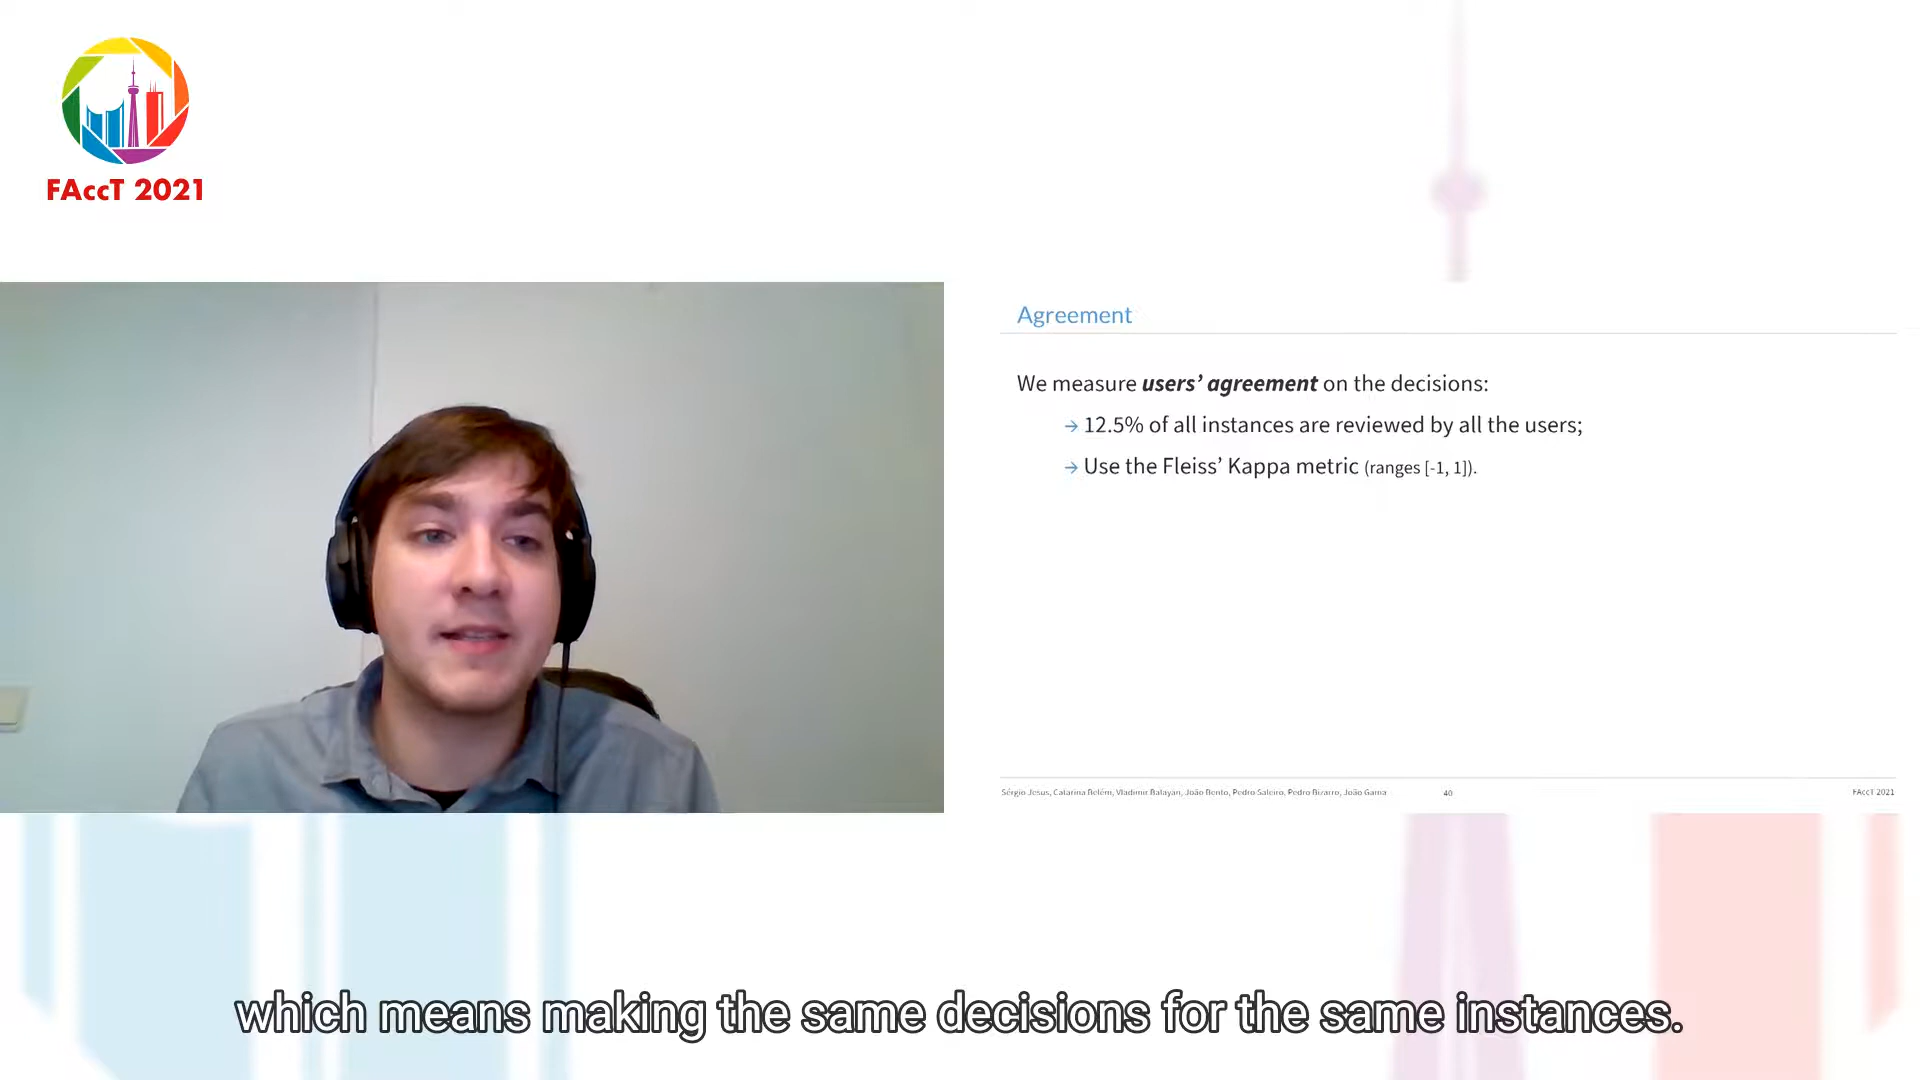 FAccT 2021
Agreement
We measure users’ agreement on the decisions:
→ 12.5% of all instances are reviewed by all the users;
→ Use the Fleiss’ Kappa metric (ranges [-1, 1]).
Sérgio Jesus, Catarina Belém, Vladimir Balayan, João Bento, Pedro Saleiro, Pedro Bizarro, João Gama
40
FAccT 2021
which means making the same decisions for the same instances.